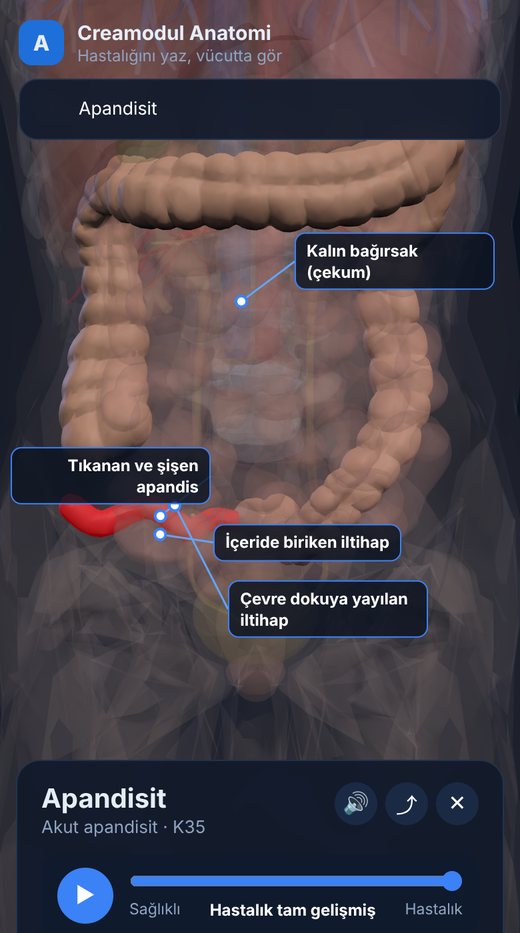 A
Creamodul Anatomi
Hastalığını yaz, vücutta gör
Apandisit
Kalın bağırsak
(çekum)
Tıkanan ve şişen
apandis
İçeride biriken iltihap
Çevre dokuya yayılan
iltihap
Apandisit
Akut apandisit · K35
Sağlıklı
Hastalık tam gelişmiş
Hastalık